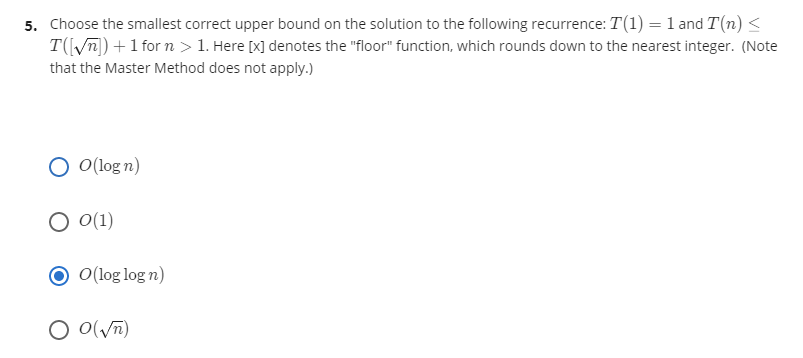 5. Choose the smallest correct upper bound on the solution to the following recurrence: T(1) = 1 and T(n) ≤
T([√n]) + 1 for n > 1. Here [x] denotes the "floor" function, which rounds down to the nearest integer. (Note
that the Master Method does not apply.)
O(log n)
O(1)
O(log log n)
O(√n)